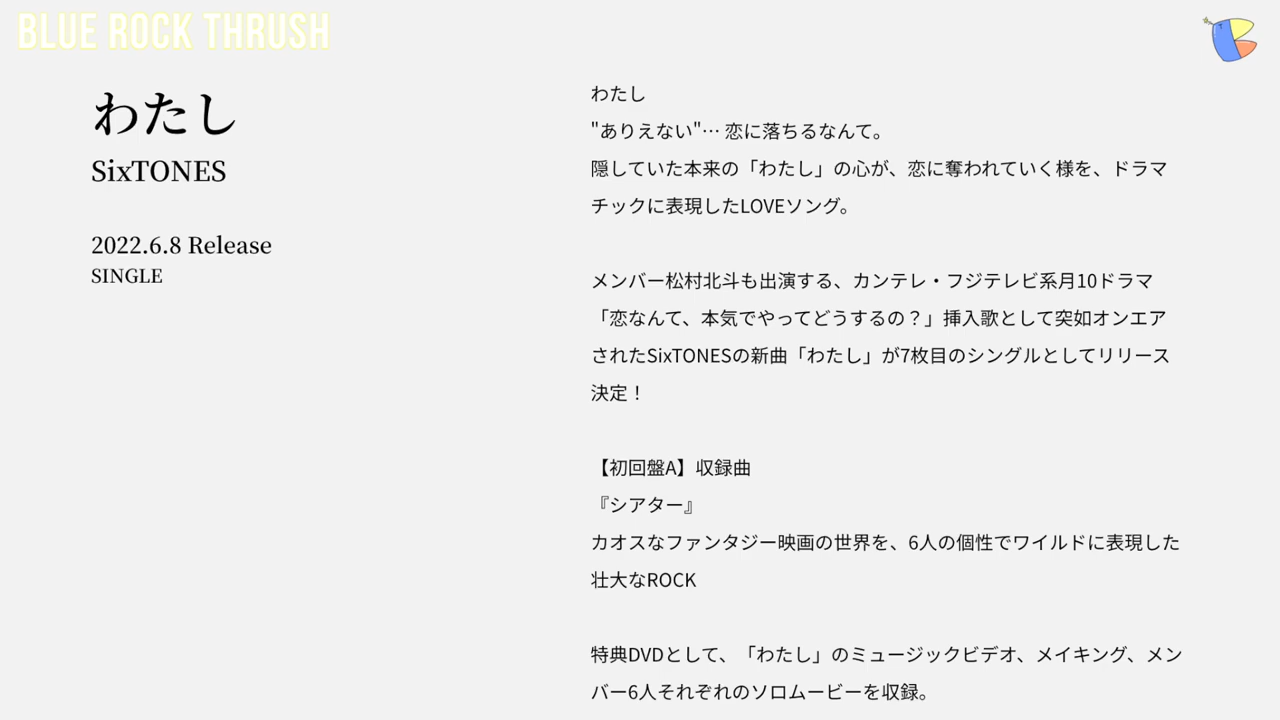 BLUE ROCK THRUSH
わたし
SixTONES
2022.6.8 Release
SINGLE
わたし
"ありえない"… 恋に落ちるなんて。
隠していた本来の「わたし」の心が、恋に奪われていく様を、ドラマ
チックに表現したLOVEソング。
メンバー松村北斗も出演する、カンテレ・フジテレビ系月10ドラマ
「恋なんて、本気でやってどうするの？」挿入歌として突如オンエア
されたSixTONESの新曲「わたし」が7枚目のシングルとしてリリース
決定！
【初回盤A】収録曲
『シアター』
カオスなファンタジー映画の世界を、6人の個性でワイルドに表現した
壮大なROCK
特典DVDとして、「わたし」のミュージックビデオ、メイキング、メン
バー6人それぞれのソロムービーを収録。